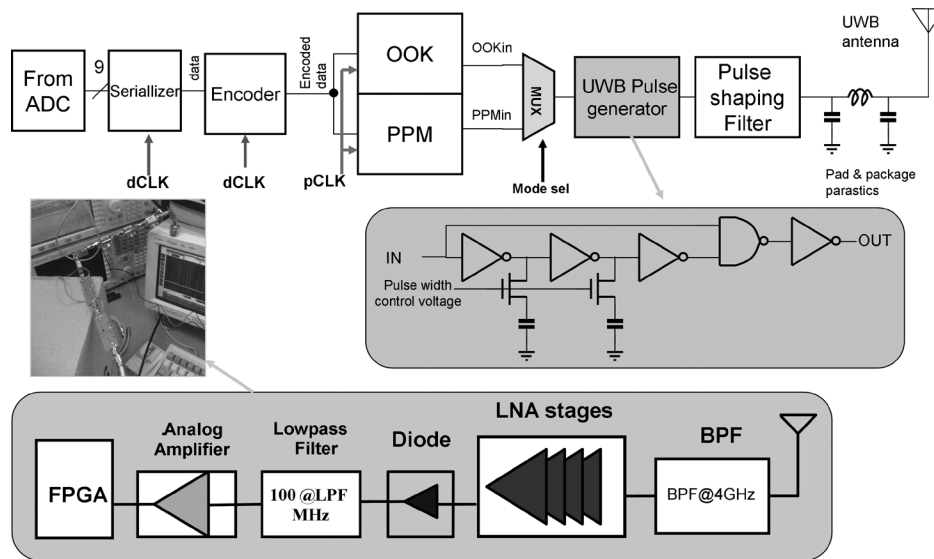 From
ADC
9
Seriallizer
data
Encoder
Encoded
data
OOK
PPM
OOKin
PPMin
MUX
UWB Pulse
generator
Pulse
shaping
Filter
UWB
antenna
dCLK
dCLK
pCLK
Mode sel
Pad & package
parastics
IN
OUT
Pulse width
control voltage
LNA stages
Analog
Amplifier
Lowpass
Filter
Diode
BPF
FPGA
100 @LPF
MHz
BPF@4GHz